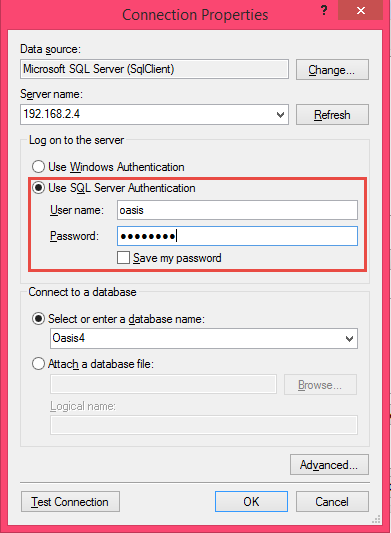 Connection Properties
?
Data source:
Microsoft SQL Server (SqlClient)
Change...
Server name:
192.168.2.4
Refresh
Log on to the server
Use Windows Authentication
Use SQL Server Authentication
User name:
oasis
Password:
●●●●●●●●
Save my password
Connect to a database
Select or enter a database name:
Oasis4
Attach a database file:
Browse...
Logical name:
Advanced...
Test Connection
OK
Cancel